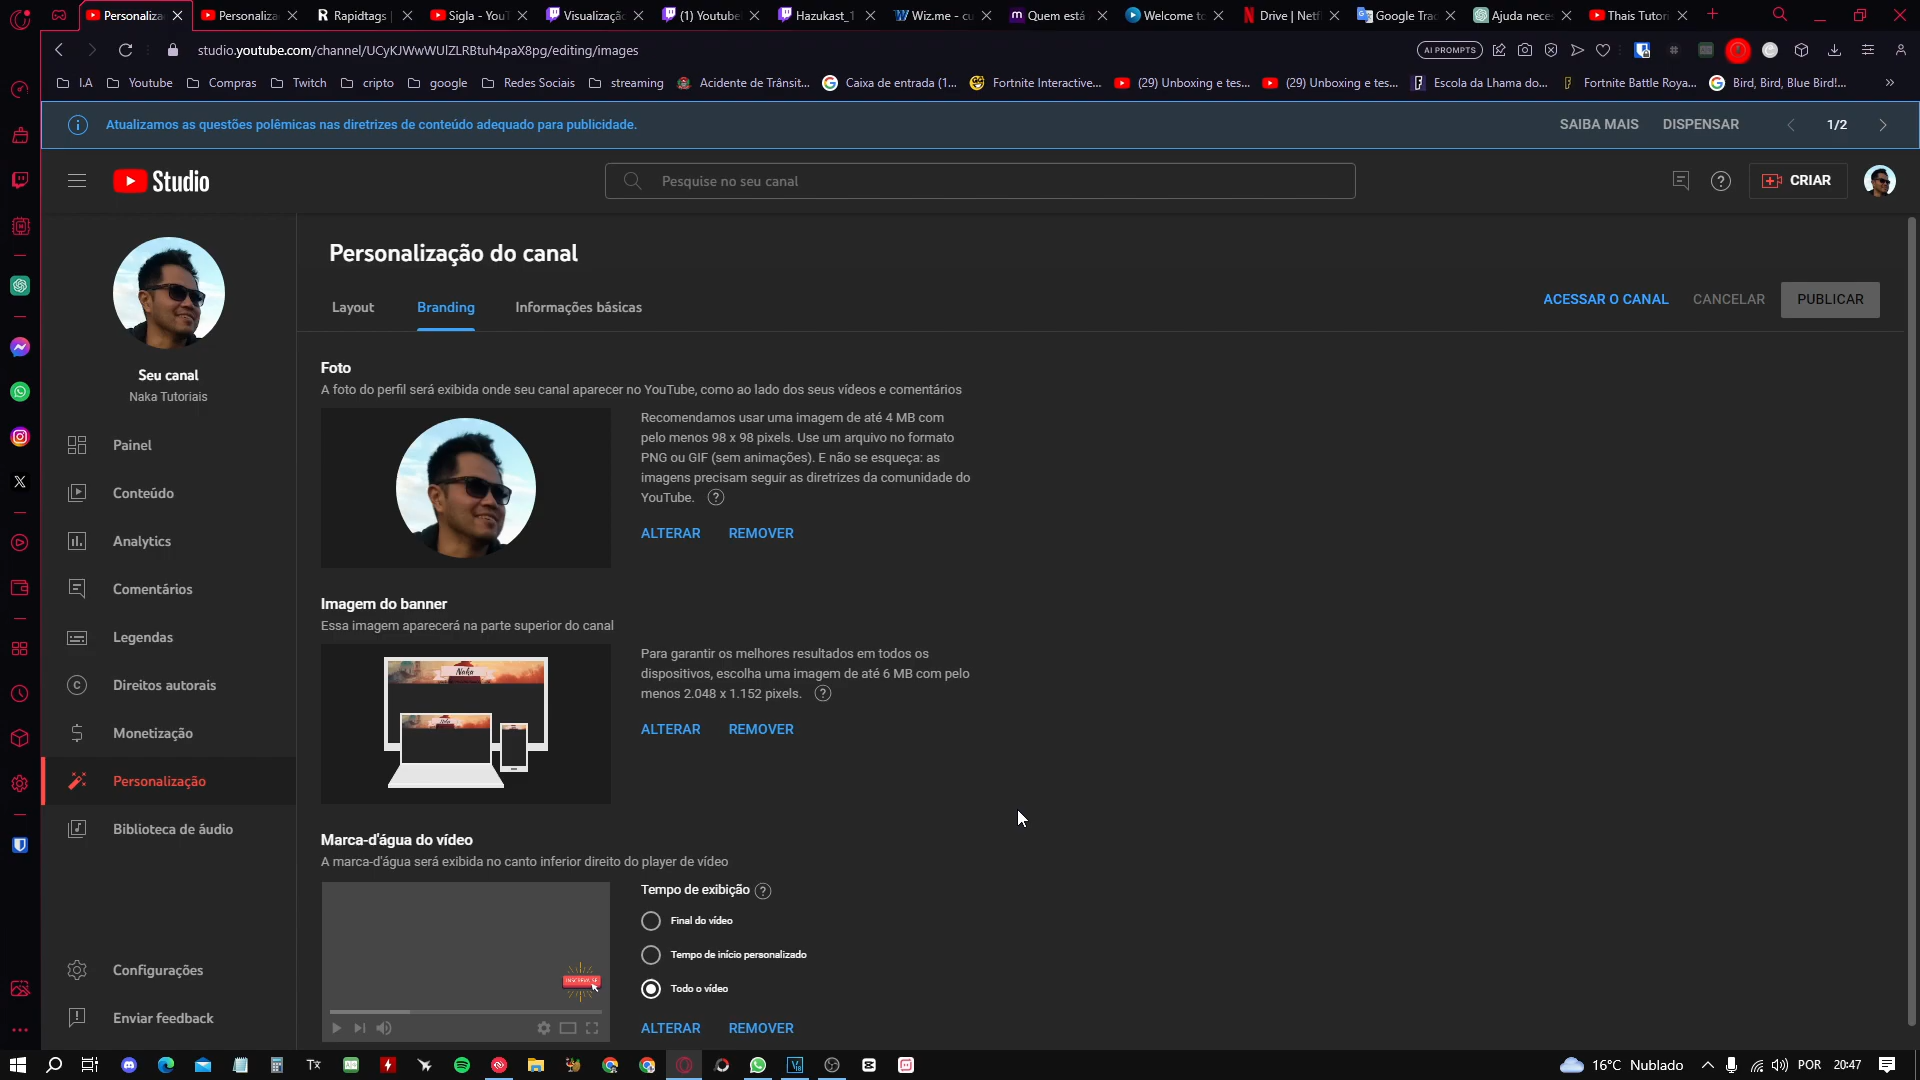 Personaliza
Personaliza
Rapidtags
Sigla - YouT
Visualizaçã
(1) Youtube
Hazukast_1
Wiz.me - cu
Quem está
Welcome to
Drive | Netf
Google Trac
Ajuda nece
Thais Tutori
studio.youtube.com/channel/UCyKJWwWUlZLRBtuh4paX8pg/editing/images
AI PROMPTS
I.A
Youtube
Compras
Twitch
cripto
google
Redes Sociais
streaming
Acidente de Trânsit...
Caixa de entrada (1...
Fortnite Interactive...
(29) Unboxing e tes...
(29) Unboxing e tes...
Escola da Lhama do...
Fortnite Battle Roya...
Bird, Bird, Blue Bird!...
Atualizamos as questões polêmicas nas diretrizes de conteúdo adequado para publicidade.
SAIBA MAIS
DISPENSAR
1/2
Studio
Pesquise no seu canal
CRIAR
Seu canal
Naka Tutoriais
Painel
Conteúdo
Analytics
Comentários
Legendas
Direitos autorais
Monetização
Personalização
Biblioteca de áudio
Configurações
Enviar feedback
Personalização do canal
Layout
Branding
Informações básicas
ACESSAR O CANAL
CANCELAR
PUBLICAR
Foto
A foto do perfil será exibida onde seu canal aparecer no YouTube, como ao lado dos seus vídeos e comentários
Recomendamos usar uma imagem de até 4 MB com
pelo menos 98 x 98 pixels. Use um arquivo no formato
PNG ou GIF (sem animações). E não se esqueça: as
imagens precisam seguir as diretrizes da comunidade do
YouTube.
ALTERAR
REMOVER
Imagem do banner
Essa imagem aparecerá na parte superior do canal
Naka
Para garantir os melhores resultados em todos os
dispositivos, escolha uma imagem de até 6 MB com pelo
menos 2.048 x 1.152 pixels.
ALTERAR
REMOVER
Marca-d'água do vídeo
A marca-d'água será exibida no canto inferior direito do player de vídeo
INSCREVA-SE
Tempo de exibição
Final do vídeo
Tempo de início personalizado
Todo o vídeo
ALTERAR
REMOVER
16°C Nublado
POR
20:47